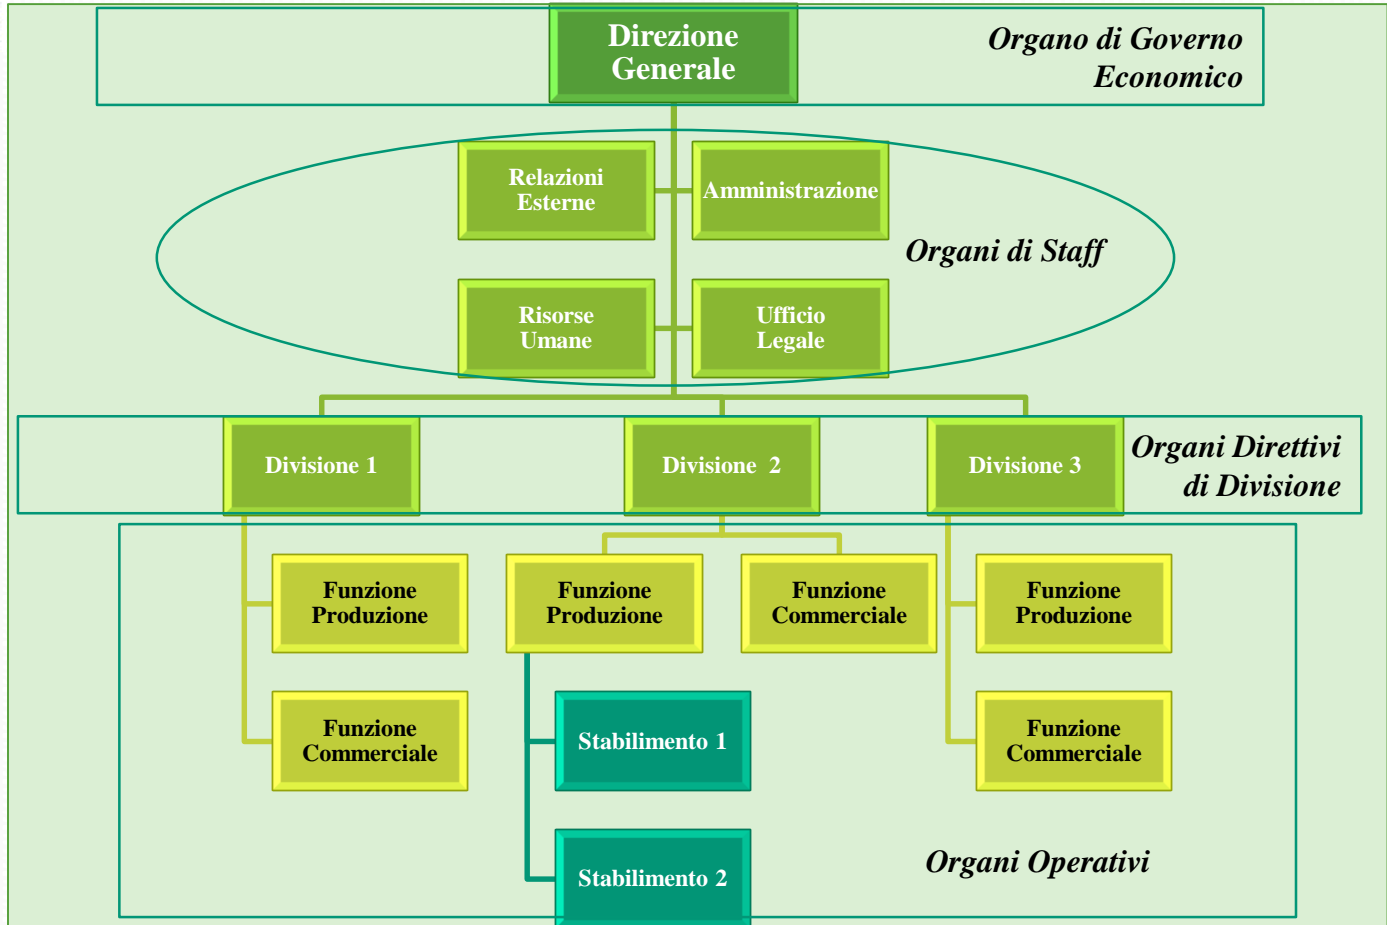 Direzione
Generale
Organo di Governo
Economico
Relazioni
Esterne
Amministrazione
Organi di Staff
Risorse
Umane
Ufficio
Legale
Divisione 1
Divisione  2
Divisione 3
Organi Direttivi
di Divisione
Funzione
Produzione
Funzione
Produzione
Funzione
Commerciale
Funzione
Produzione
Funzione
Commerciale
Stabilimento 1
Funzione
Commerciale
Stabilimento 2
Organi Operativi